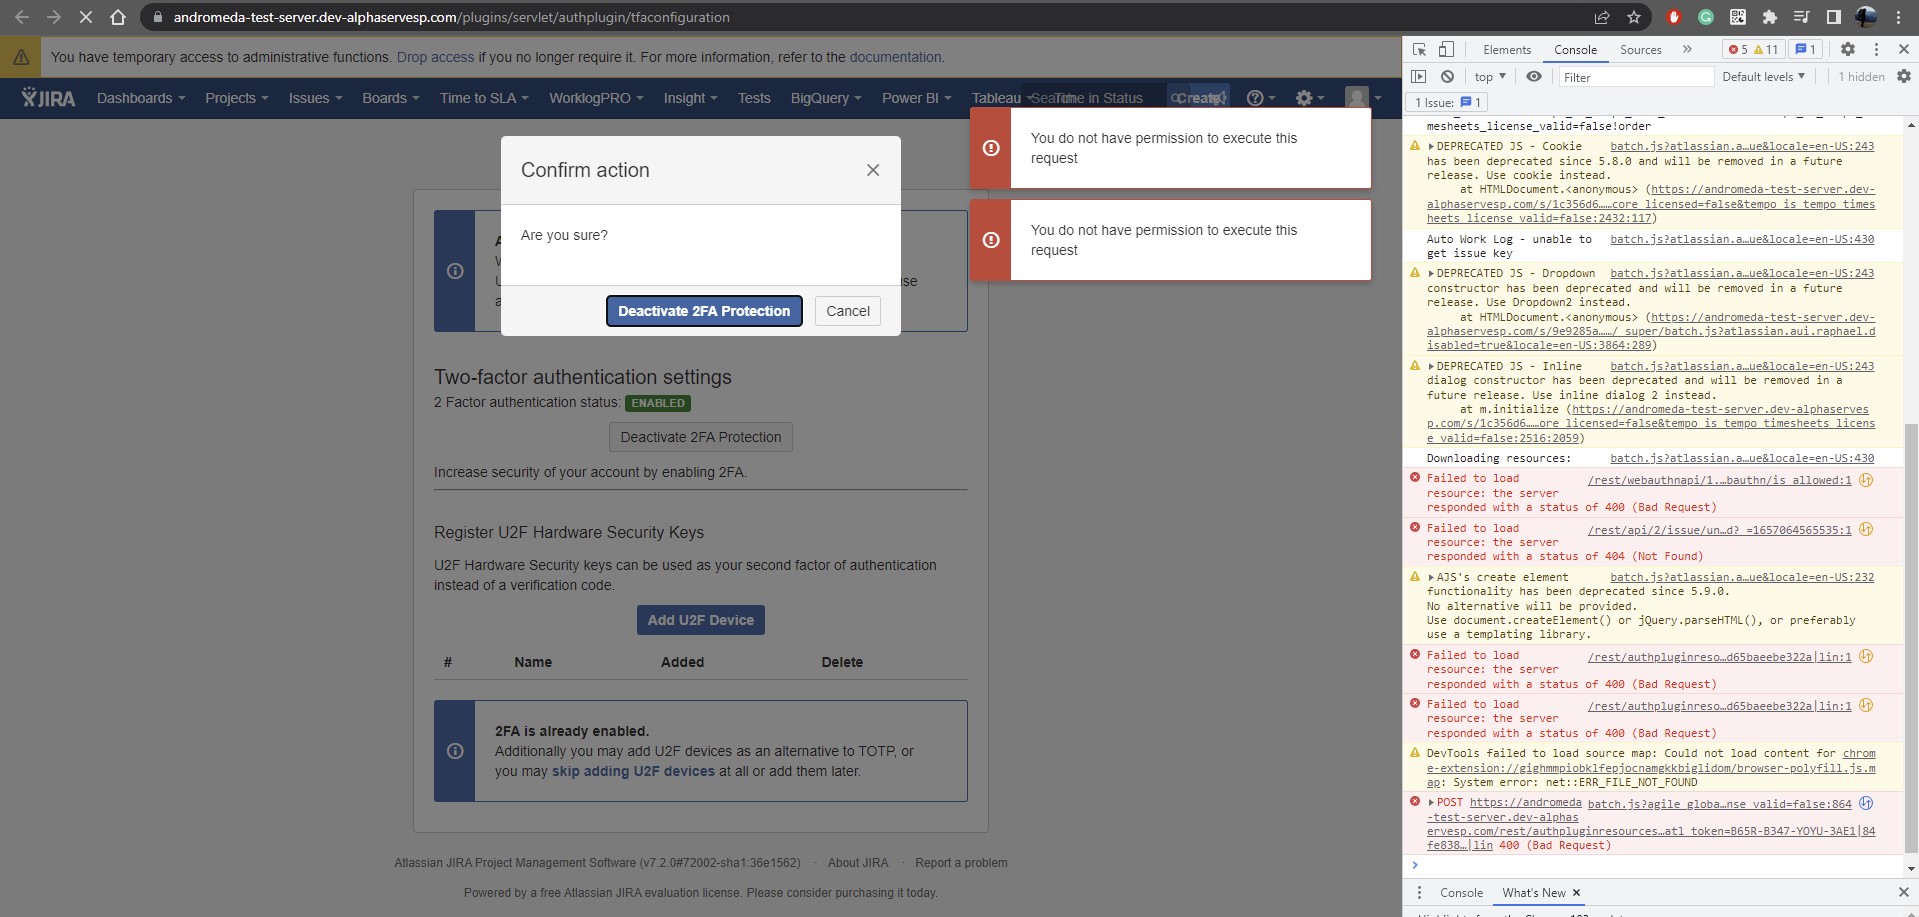 andromeda-test-server.dev-alphaservesp.com/plugins/servlet/authplugin/tfaconfiguration
You have temporary access to administrative functions. Drop access if you no longer require it. For more information, refer to the documentation.
JIRA Dashboards Projects Issues Boards Time to SLA WorklogPRO Insight Tests BigQuery Power BI Tableau Time in Status Search Create
You do not have permission to execute this
request
You do not have permission to execute this
request
Confirm action
Are you sure?
Deactivate 2FA Protection Cancel
Two-factor authentication settings
2 Factor authentication status: ENABLED
Deactivate 2FA Protection
Increase security of your account by enabling 2FA.
Register U2F Hardware Security Keys
U2F Hardware Security keys can be used as your second factor of authentication
instead of a verification code.
Add U2F Device
# Name Added Delete
2FA is already enabled.
Additionally you may add U2F devices as an alternative to TOTP, or
you may skip adding U2F devices at all or add them later.
Atlassian JIRA Project Management Software (v7.2.0#72002-sha1:36e1562) · About JIRA · Report a problem
Powered by a free Atlassian JIRA evaluation license. Please consider purchasing it today.
Elements Console Sources » 5 11 1
top Filter Default levels 1 hidden
1 Issue: 1
mesheets_license_valid=false!order
DEPRECATED JS - Cookie batch.js?atlassian.a…ue&locale=en-US:243
has been deprecated since 5.8.0 and will be removed in a future
release. Use cookie instead.
at HTMLDocument.<anonymous> (https://andromeda-test-server.dev-
alphaservesp.com/s/1c356d6……core_licensed=false&tempo_is_tempo_times
heets_license_valid=false:2432:117)
Auto Work Log - unable to batch.js?atlassian.a…ue&locale=en-US:430
get issue key
DEPRECATED JS - Dropdown batch.js?atlassian.a…ue&locale=en-US:243
constructor has been deprecated and will be removed in a future
release. Use Dropdown2 instead.
at HTMLDocument.<anonymous> (https://andromeda-test-server.dev-
alphaservesp.com/s/9e9285a……/_super/batch.js?atlassian.aui.raphael.d
isabled=true&locale=en-US:3864:289)
DEPRECATED JS - Inline batch.js?atlassian.a…ue&locale=en-US:243
dialog constructor has been deprecated and will be removed in a
future release. Use inline dialog 2 instead.
at m.initialize (https://andromeda-test-server.dev-alphaserves
p.com/s/1c356d6……ore_licensed=false&tempo_is_tempo_timesheets_licens
e_valid=false:2516:2059)
Downloading resources: batch.js?atlassian.a…ue&locale=en-US:430
Failed to load /rest/webauthnapi/1.…bauthn/is_allowed:1
resource: the server
responded with a status of 400 (Bad Request)
Failed to load /rest/api/2/issue/un…d?_=1657064565535:1
resource: the server
responded with a status of 404 (Not Found)
AJS's create element batch.js?atlassian.a…ue&locale=en-US:232
functionality has been deprecated since 5.9.0.
No alternative will be provided.
Use document.createElement() or jQuery.parseHTML(), or preferably
use a templating library.
Failed to load /rest/authpluginreso…d65baeebe322a|lin:1
resource: the server
responded with a status of 400 (Bad Request)
Failed to load /rest/authpluginreso…d65baeebe322a|lin:1
resource: the server
responded with a status of 400 (Bad Request)
DevTools failed to load source map: Could not load content for chrom
e-extension://gighmmpiobklfepjocnamgkkbiglidom/browser-polyfill.js.m
ap: System error: net::ERR_FILE_NOT_FOUND
POST https://andromeda batch.js?agile_globa…nse_valid=false:864
-test-server.dev-alphas
ervesp.com/rest/authpluginresources…atl_token=B65R-B347-YOYU-3AE1|84
fe838…|lin 400 (Bad Request)
Console What's New